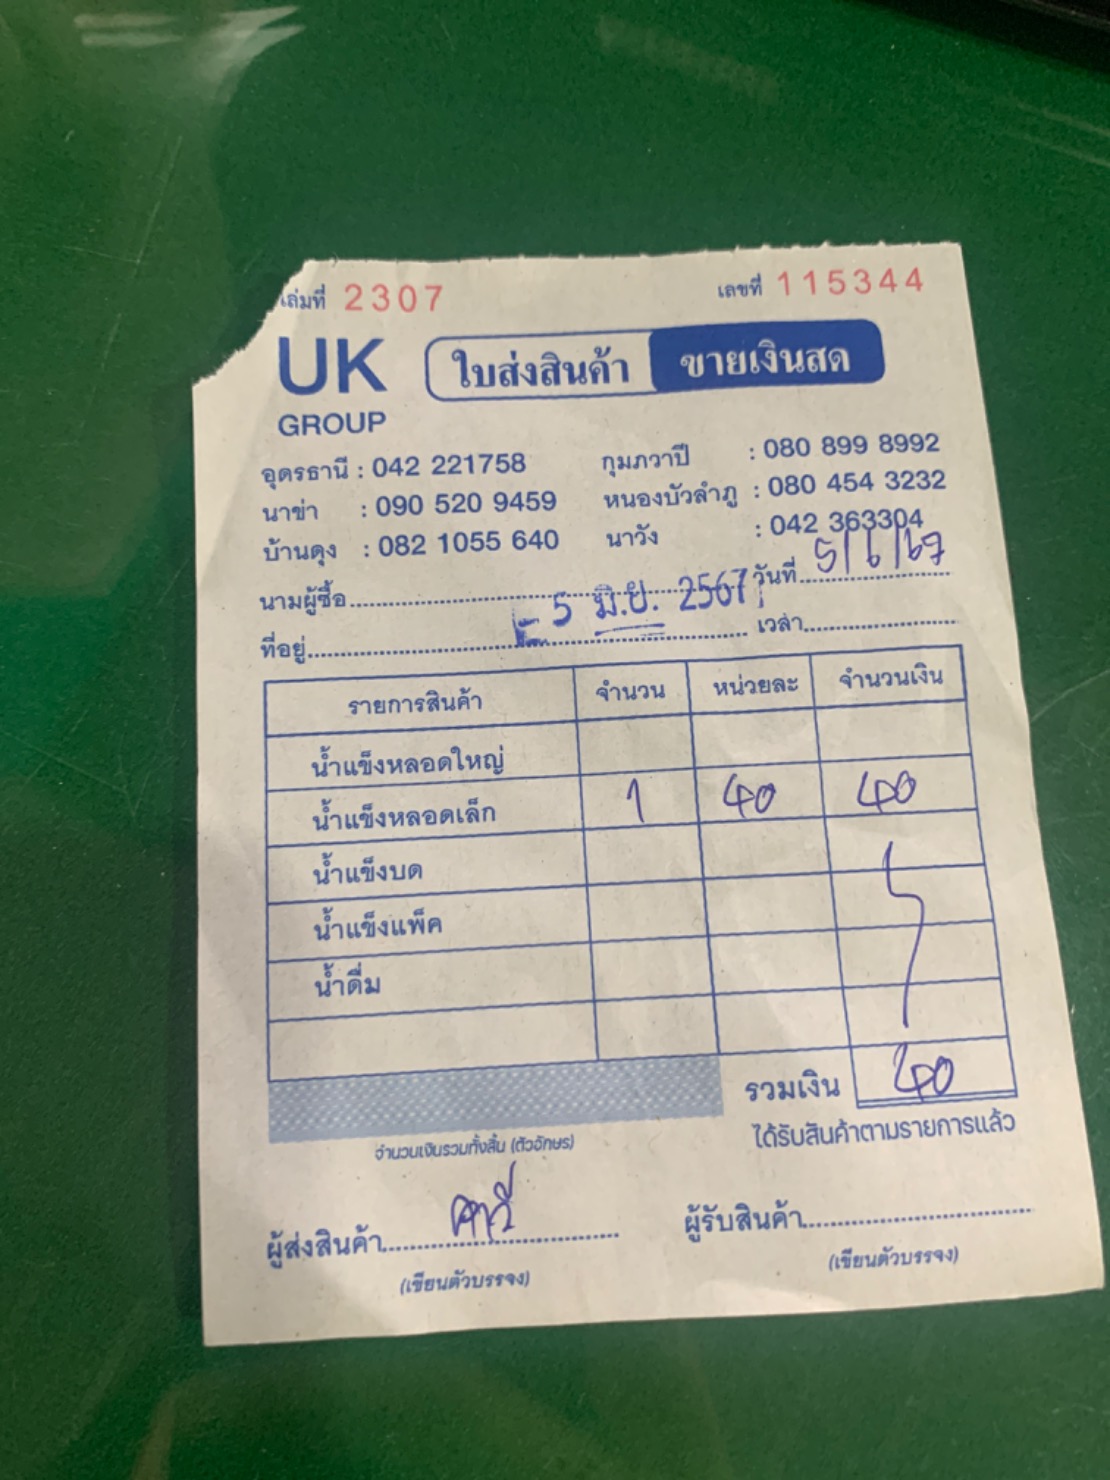 เล่มที่ 2307 เลขที่ 115344
UK GROUP
ใบส่งสินค้า ขายเงินสด
อุดรธานี : 042 221758 กุมภวาปี : 080 899 8992
นาข่า : 090 520 9459 หนองบัวลำภู : 080 454 3232
บ้านดุง : 082 1055 640 นาวัง : 042 363304
นามผู้ซื้อ วันที่ 5/6/67
5 มิ.ย. 2567
ที่อยู่ เวลา
รายการสินค้า จำนวน หน่วยละ จำนวนเงิน
น้ำแข็งหลอดใหญ่
น้ำแข็งหลอดเล็ก 1 40 40
น้ำแข็งบด
น้ำแข็งแพ็ค
น้ำดื่ม
รวมเงิน 40
จำนวนเงินรวมทั้งสิ้น (ตัวอักษร) ได้รับสินค้าตามรายการแล้ว
ผู้ส่งสินค้า ผู้รับสินค้า
(เขียนตัวบรรจง) (เขียนตัวบรรจง)